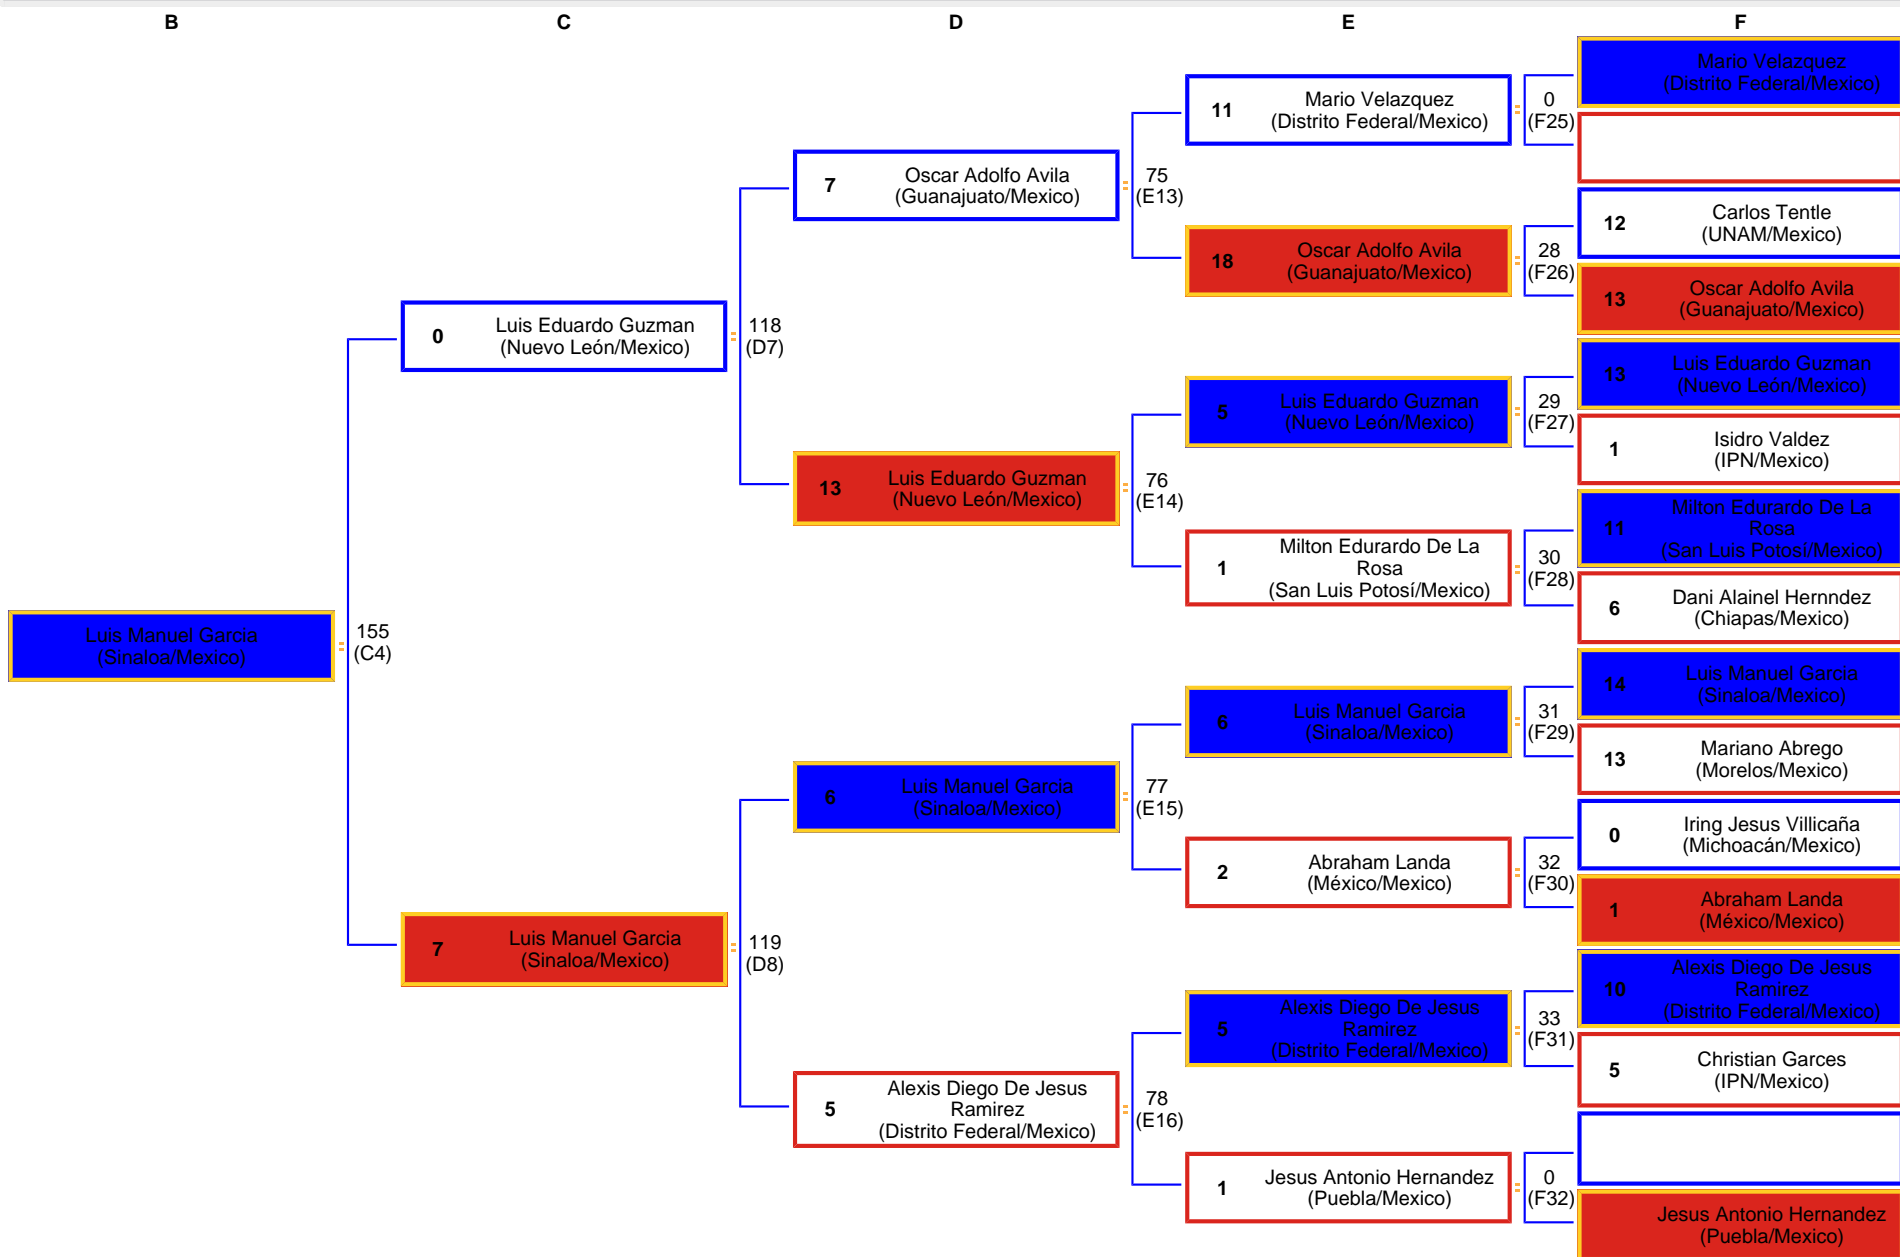 B
C
D
E
F
Luis Manuel Garcia
(Sinaloa/Mexico)
155
(C4)
0
Luis Eduardo Guzman
(Nuevo León/Mexico)
7
Luis Manuel Garcia
(Sinaloa/Mexico)
118
(D7)
119
(D8)
7
Oscar Adolfo Avila
(Guanajuato/Mexico)
13
Luis Eduardo Guzman
(Nuevo León/Mexico)
6
Luis Manuel Garcia
(Sinaloa/Mexico)
5
Alexis Diego De Jesus
Ramirez
(Distrito Federal/Mexico)
75
(E13)
76
(E14)
77
(E15)
78
(E16)
11
Mario Velazquez
(Distrito Federal/Mexico)
18
Oscar Adolfo Avila
(Guanajuato/Mexico)
5
Luis Eduardo Guzman
(Nuevo León/Mexico)
1
Milton Edurardo De La
Rosa
(San Luis Potosí/Mexico)
6
Luis Manuel Garcia
(Sinaloa/Mexico)
2
Abraham Landa
(México/Mexico)
5
Alexis Diego De Jesus
Ramirez
(Distrito Federal/Mexico)
1
Jesus Antonio Hernandez
(Puebla/Mexico)
0
(F25)
28
(F26)
29
(F27)
30
(F28)
31
(F29)
32
(F30)
33
(F31)
0
(F32)
Mario Velazquez
(Distrito Federal/Mexico)
12
Carlos Tentle
(UNAM/Mexico)
13
Oscar Adolfo Avila
(Guanajuato/Mexico)
13
Luis Eduardo Guzman
(Nuevo León/Mexico)
1
Isidro Valdez
(IPN/Mexico)
11
Milton Edurardo De La
Rosa
(San Luis Potosí/Mexico)
6
Dani Alainel Hernndez
(Chiapas/Mexico)
14
Luis Manuel Garcia
(Sinaloa/Mexico)
13
Mariano Abrego
(Morelos/Mexico)
0
Iring Jesus Villicaña
(Michoacán/Mexico)
1
Abraham Landa
(México/Mexico)
10
Alexis Diego De Jesus
Ramirez
(Distrito Federal/Mexico)
5
Christian Garces
(IPN/Mexico)
Jesus Antonio Hernandez
(Puebla/Mexico)